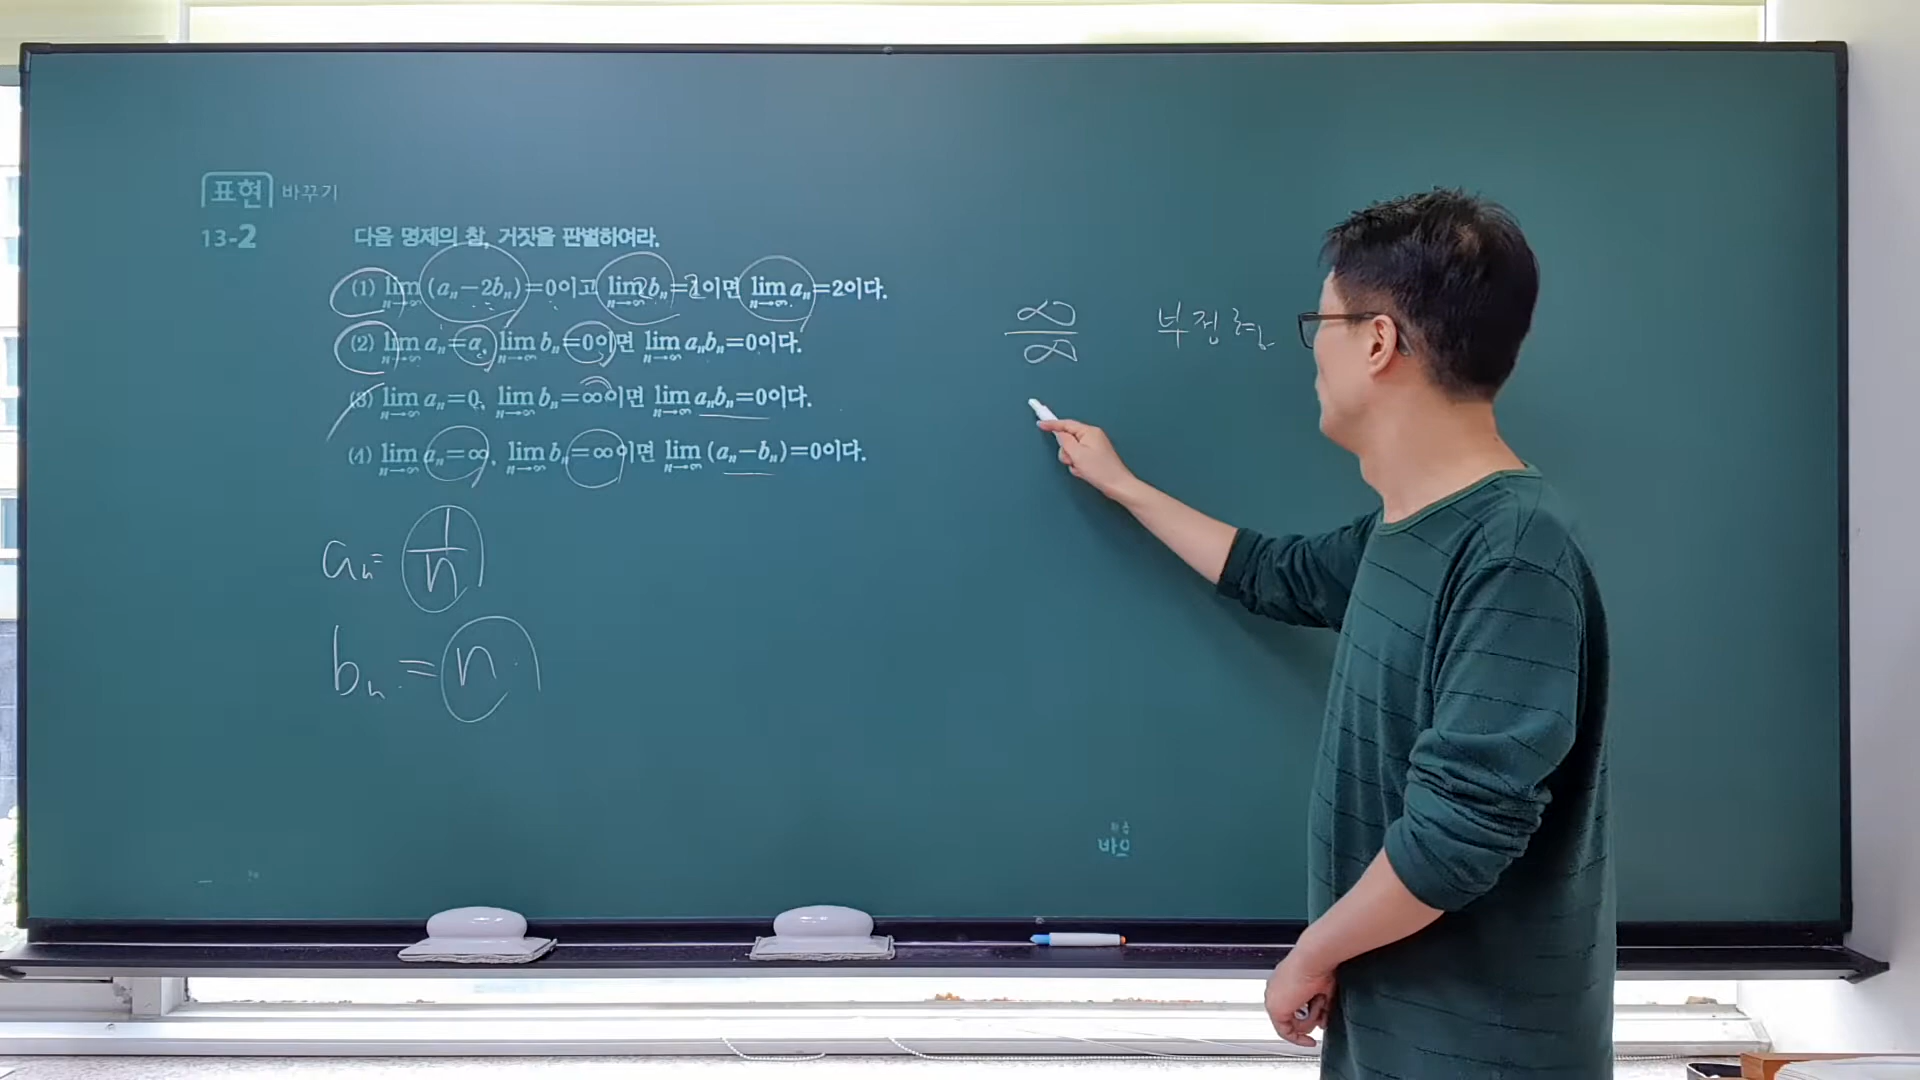 표현 바꾸기
13-2 다음 명제의 참, 거짓을 판별하여라.
(1) lim n→∞ (aₙ−2bₙ)=0이고 lim n→∞ bₙ=1이면 lim n→∞ aₙ=2이다.
(2) lim n→∞ aₙ=α, lim n→∞ bₙ=0이면 lim n→∞ aₙbₙ=0이다.
(3) lim n→∞ aₙ=0, lim n→∞ bₙ=∞이면 lim n→∞ aₙbₙ=0이다.
(4) lim n→∞ aₙ=∞, lim n→∞ bₙ=∞이면 lim n→∞ (aₙ−bₙ)=0이다.
aₙ= 1/n
bₙ = n
∞/∞ 부정형